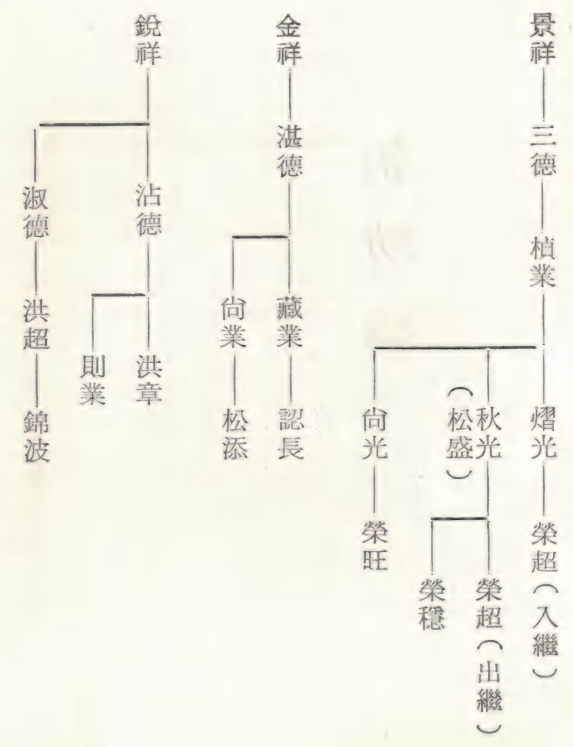 景祥
三德
楨業
熠光
榮超（入繼）
秋光
（松盛）
榮超（出繼）
榮穩
尙光
榮旺
金祥
湛德
藏業
認長
尙業
松添
銳祥
沾德
洪章
則業
淑德
洪超
錦波